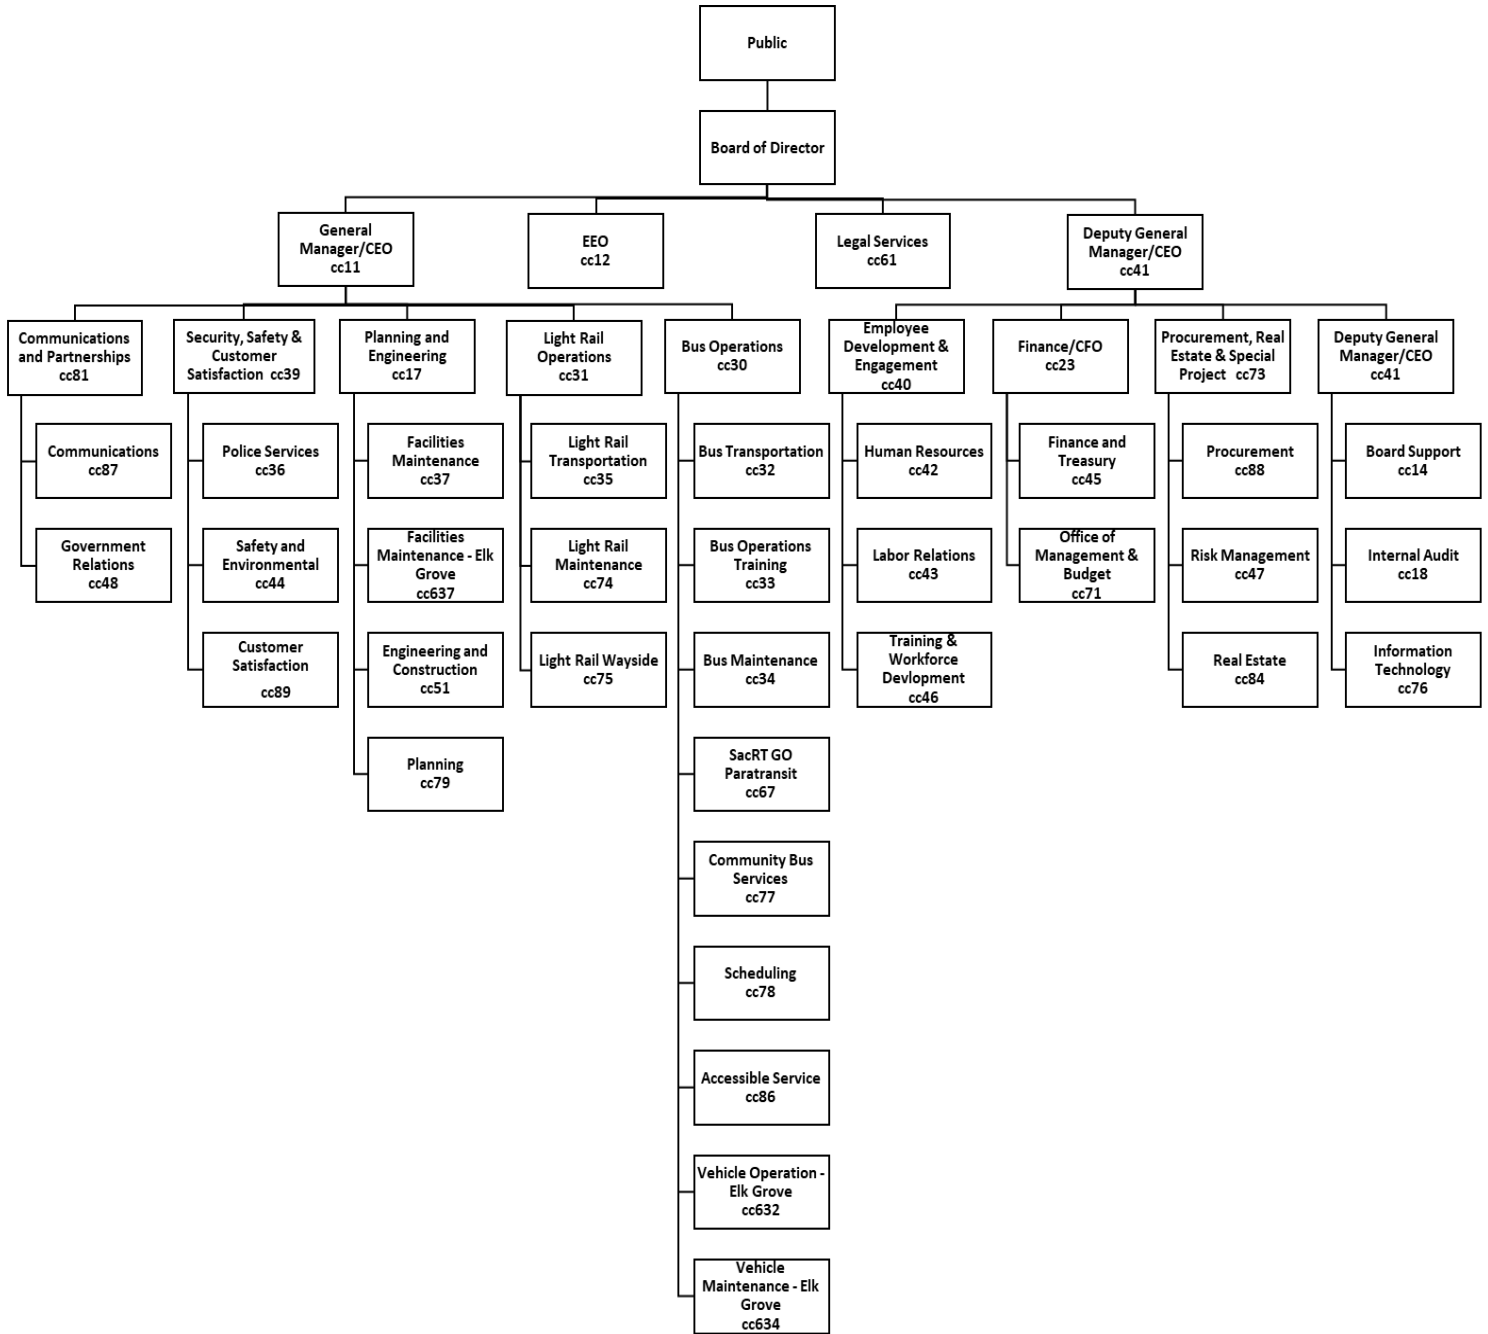 Public
Board of Director
General
Manager/CEO
cc11
EEO
cc12
Legal Services
cc61
Deputy General
Manager/CEO
cc41
Communications
and Partnerships
cc81
Security, Safety &
Customer
Satisfaction cc39
Planning and
Engineering
cc17
Light Rail
Operations
cc31
Bus Operations
cc30
Employee
Development &
Engagement
cc40
Finance/CFO
cc23
Procurement, Real
Estate & Special
Project cc73
Deputy General
Manager/CEO
cc41
Communications
cc87
Police Services
cc36
Facilities
Maintenance
cc37
Light Rail
Transportation
cc35
Bus Transportation
cc32
Human Resources
cc42
Finance and
Treasury
cc45
Procurement
cc88
Board Support
cc14
Government
Relations
cc48
Safety and
Environmental
cc44
Facilities
Maintenance - Elk
Grove
cc637
Light Rail
Maintenance
cc74
Bus Operations
Training
cc33
Labor Relations
cc43
Office of
Management &
Budget
cc71
Risk Management
cc47
Internal Audit
cc18
Customer
Satisfaction
cc89
Engineering and
Construction
cc51
Light Rail Wayside
cc75
Bus Maintenance
cc34
Training &
Workforce
Devlopment
cc46
Real Estate
cc84
Information
Technology
cc76
Planning
cc79
SacRT GO
Paratransit
cc67
Community Bus
Services
cc77
Scheduling
cc78
Accessible Service
cc86
Vehicle Operation -
Elk Grove
cc632
Vehicle
Maintenance - Elk
Grove
cc634